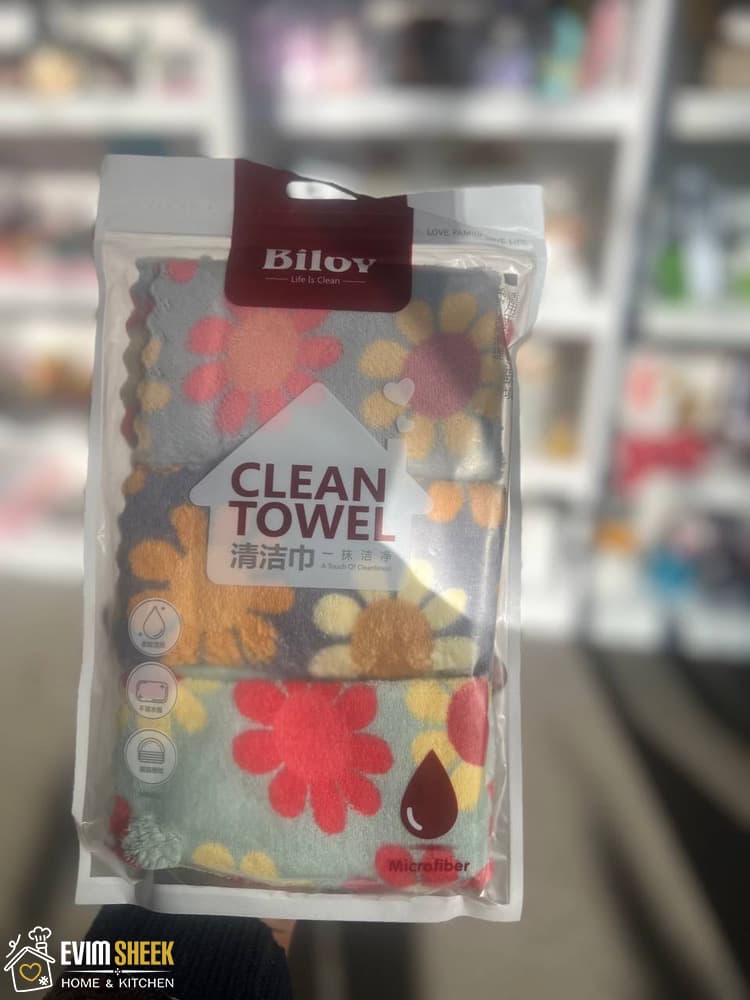 LOVE FAMILY LOVE LIFE
Biloy
Life Is Clean
CLEAN
TOWEL
清洁巾
一抹洁净
A Touch Of Cleanliness
Microfiber
EVIM SHEEK
HOME & KITCHEN